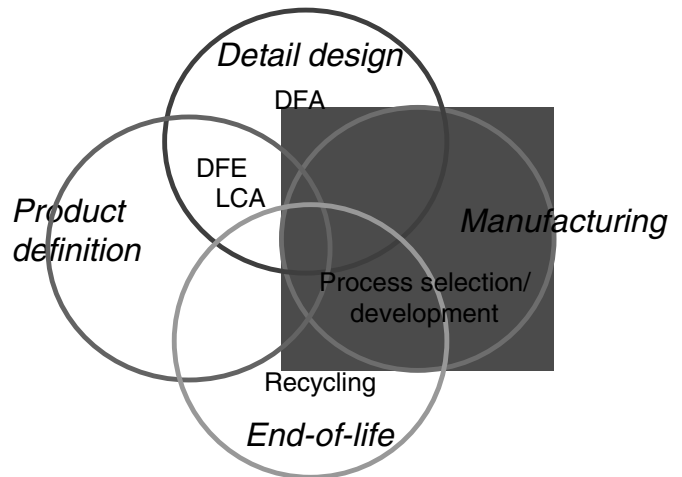 Detail design
DFA
DFE
LCA
Product
definition
Manufacturing
Process selection/
development
Recycling
End-of-life